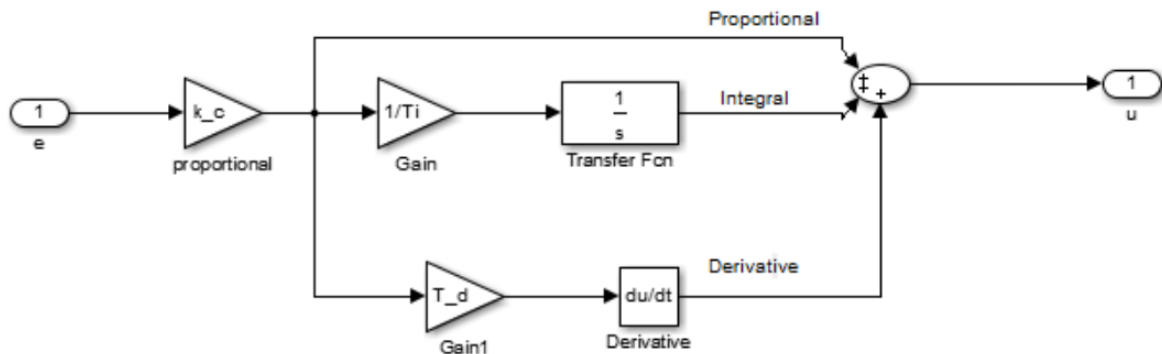 Proportional
1
e
k_c
proportional
1/Ti
Gain
1
s
Transfer Fcn
Integral
+
+
+
1
u
T_d
Gain1
du/dt
Derivative
Derivative